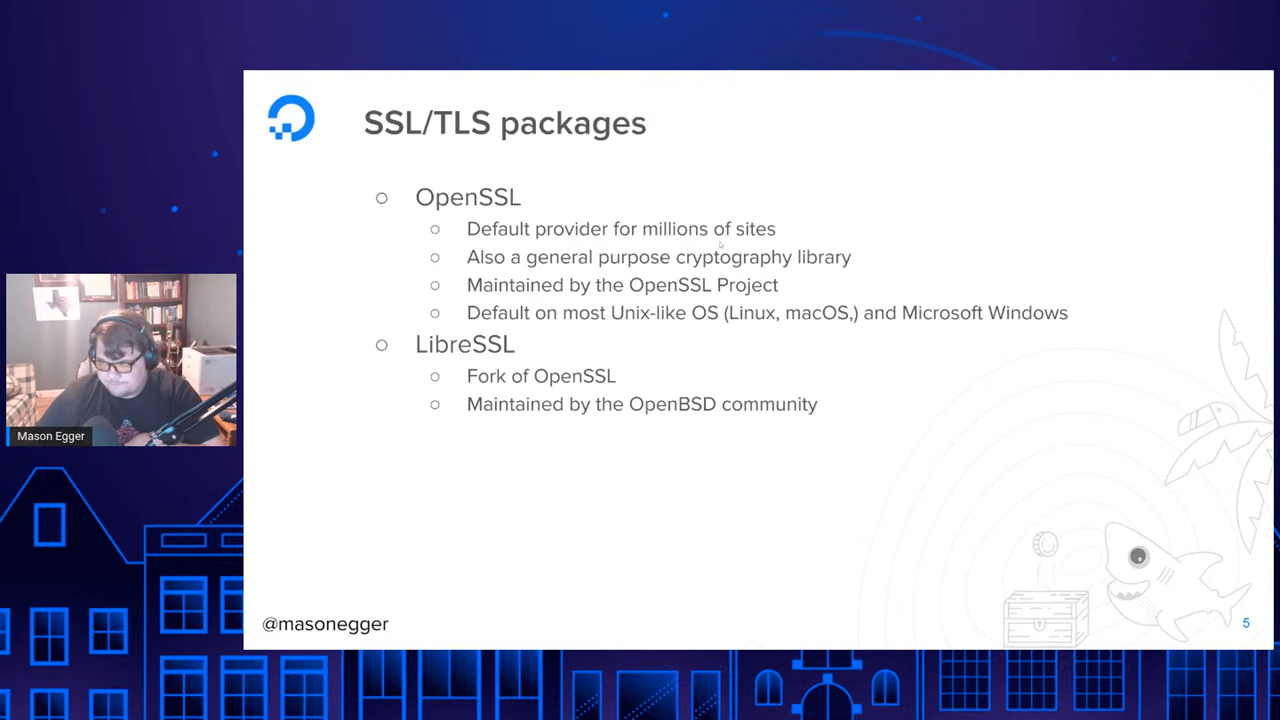 SSL/TLS packages
OpenSSL
Default provider for millions of sites
Also a general purpose cryptography library
Maintained by the OpenSSL Project
Default on most Unix-like OS (Linux, macOS,) and Microsoft Windows
LibreSSL
Fork of OpenSSL
Maintained by the OpenBSD community
Mason Egger
@masonegger
5